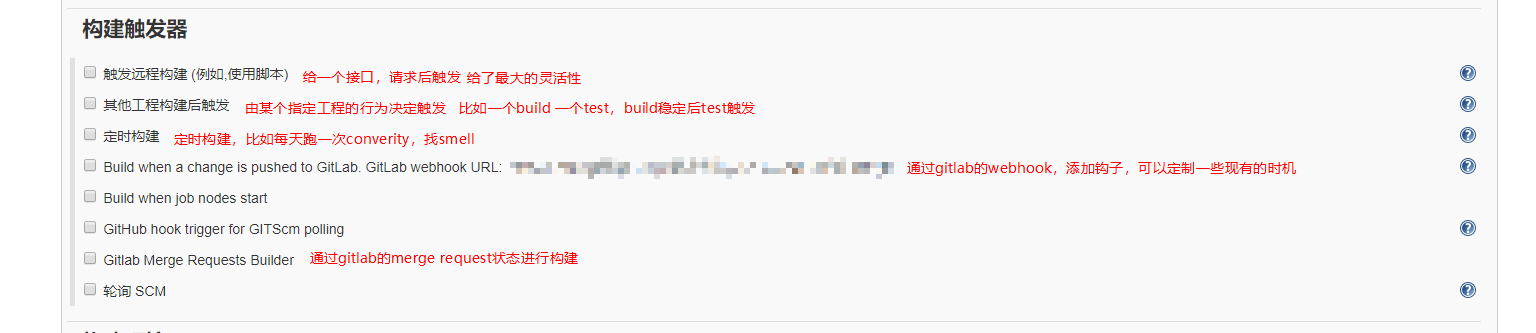 构建触发器
触发远程构建 (例如,使用脚本) 给一个接口，请求后触发 给了最大的灵活性
其他工程构建后触发 由某个指定工程的行为决定触发 比如一个build 一个test，build稳定后test触发
定时构建 定时构建，比如每天跑一次converity，找smell
Build when a change is pushed to GitLab. GitLab webhook URL: 通过gitlab的webhook，添加钩子，可以定制一些现有的时机
Build when job nodes start
GitHub hook trigger for GITScm polling
Gitlab Merge Requests Builder 通过gitlab的merge request状态进行构建
轮询 SCM